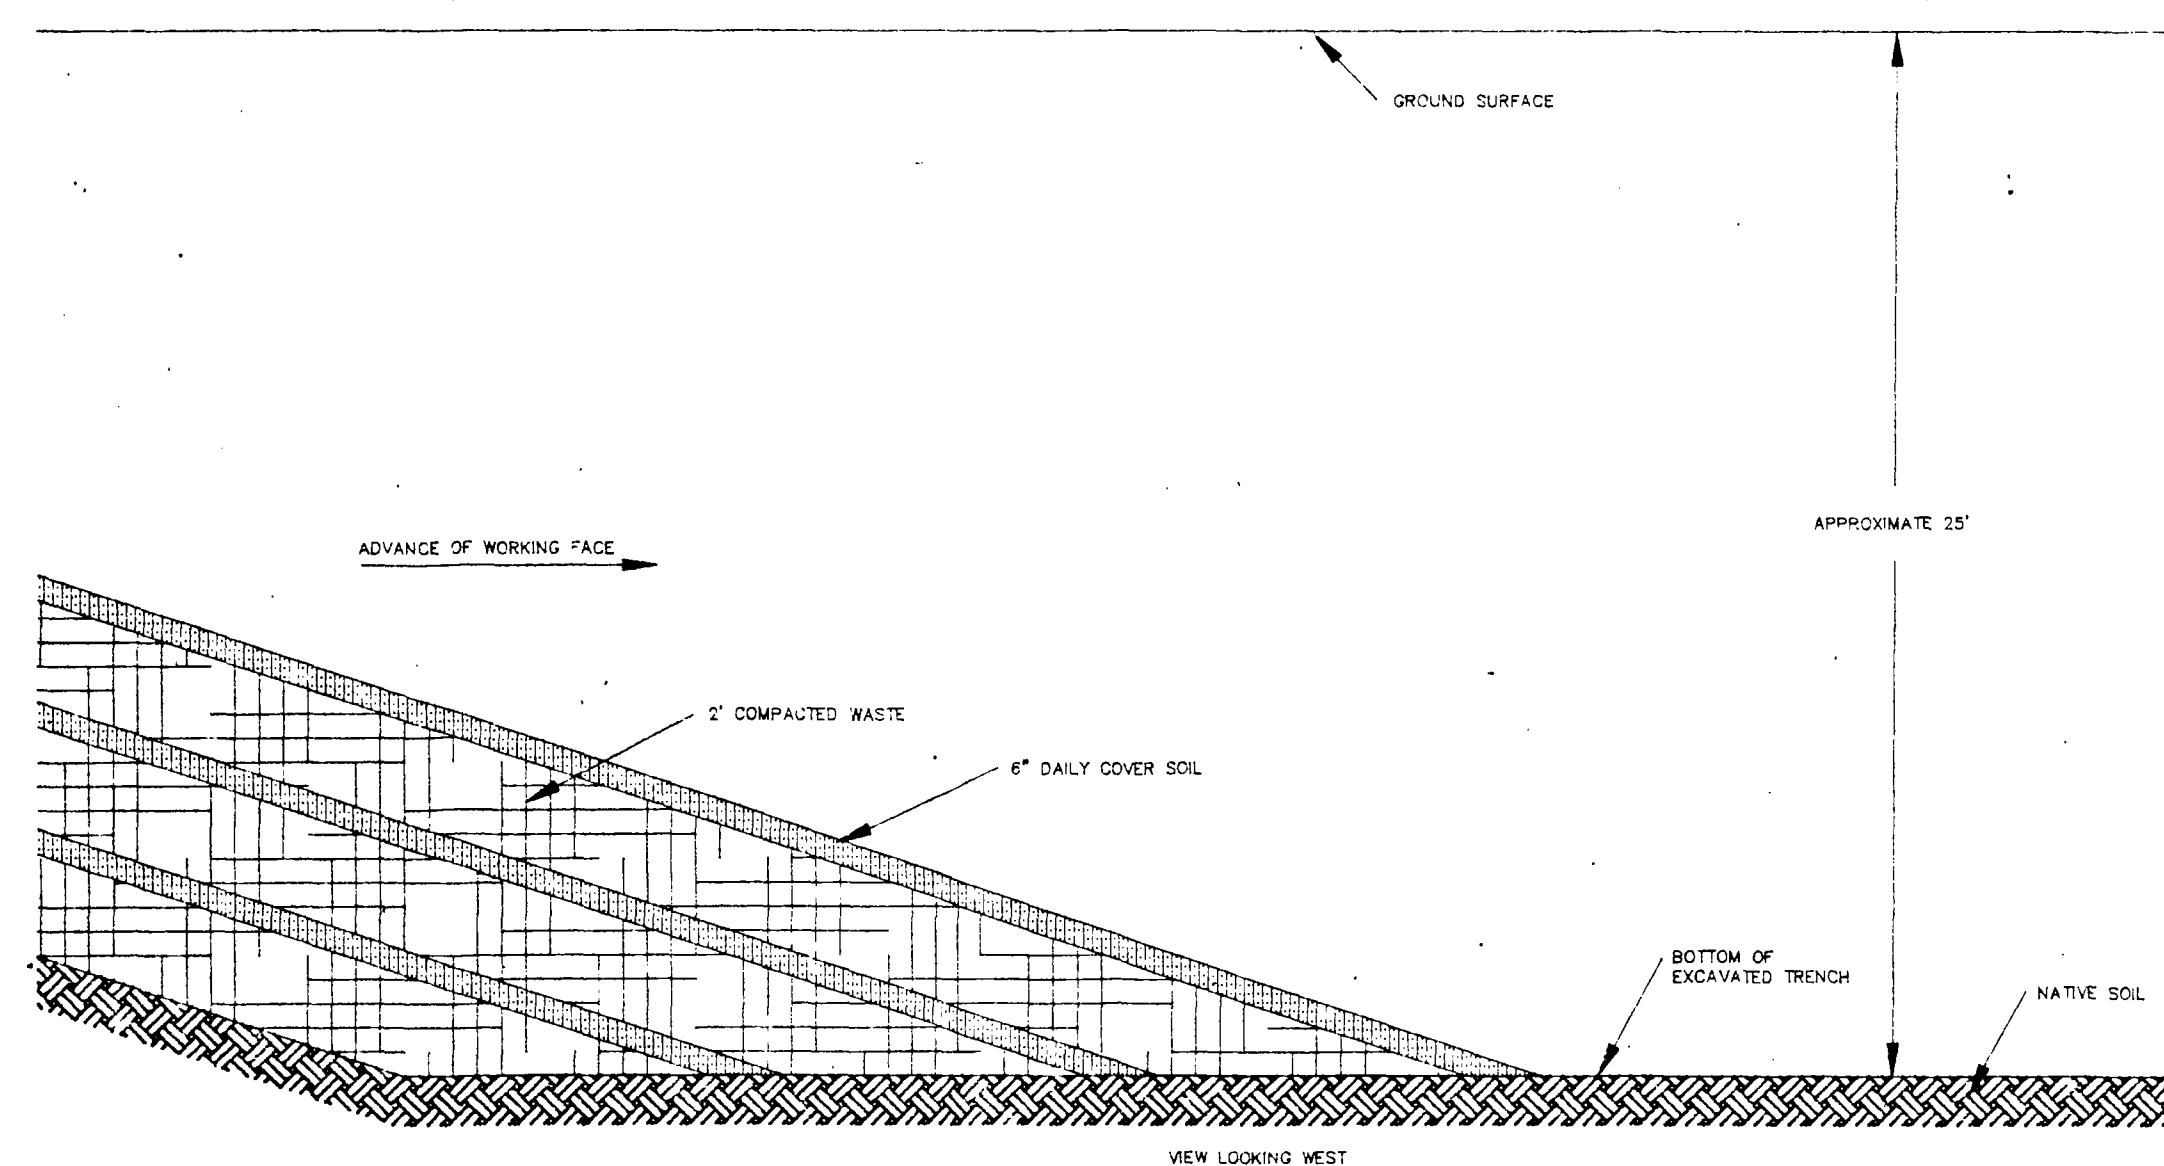 GROUND SURFACE
APPROXIMATE 25'
ADVANCE OF WORKING FACE
2' COMPACTED WASTE
6" DAILY COVER SOIL
BOTTOM OF
EXCAVATED TRENCH
NATIVE SOIL
VIEW LOOKING WEST